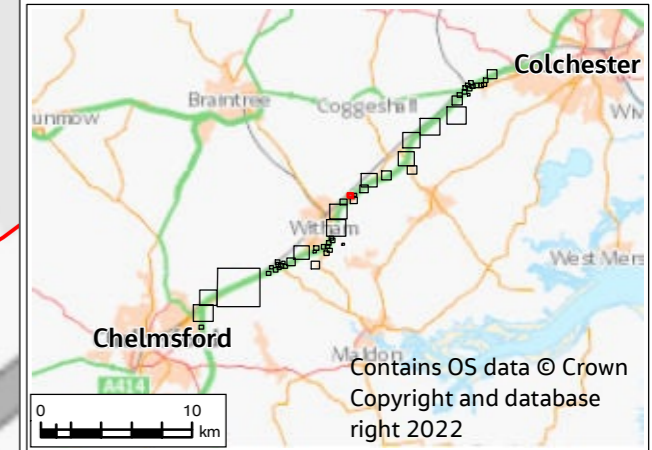 Colchester
Braintree
Coggeshall
unmow
Witham
West Mers
Chelmsford
Maldon
A414
Contains OS data © Crown
Copyright and database
right 2022
0 10
km